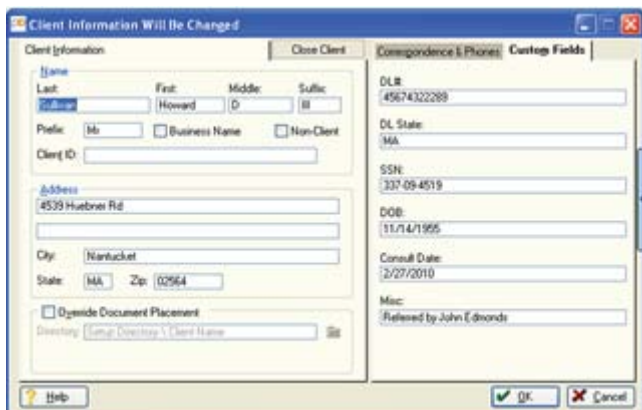 Client Information Will Be Changed
Client Information
Close Client
Correspondence & Phones
Custom Fields
Name
Last:
First:
Middle:
Suffix:
Sullivan
Howard
D
III
Prefix:
Mr
Business Name
Non-Client
Client ID:
Address
4539 Huebner Rd
City:
Nantucket
State:
MA
Zip:
02564
Override Document Placement
Directory:
Setup Directory \ Client Name
DL#:
45674322289
DL State:
MA
SSN:
337-09-4519
DOB:
11/14/1955
Consult Date:
2/27/2010
Misc:
Referred by John Edmonds
Help
OK
Cancel